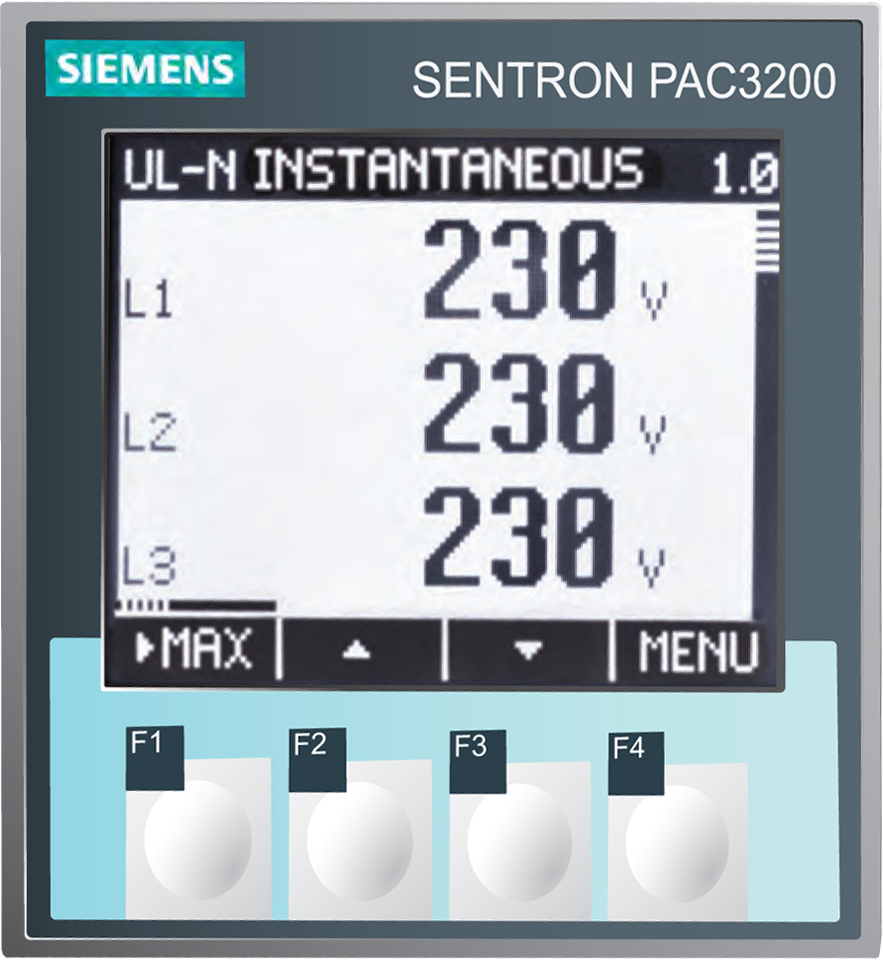 SIEMENS
SENTRON PAC3200
UL-N INSTANTANEOUS 1.0
L1 230 V
L2 230 V
L3 230 V
▶MAX ▲ ▼ MENU
F1 F2 F3 F4